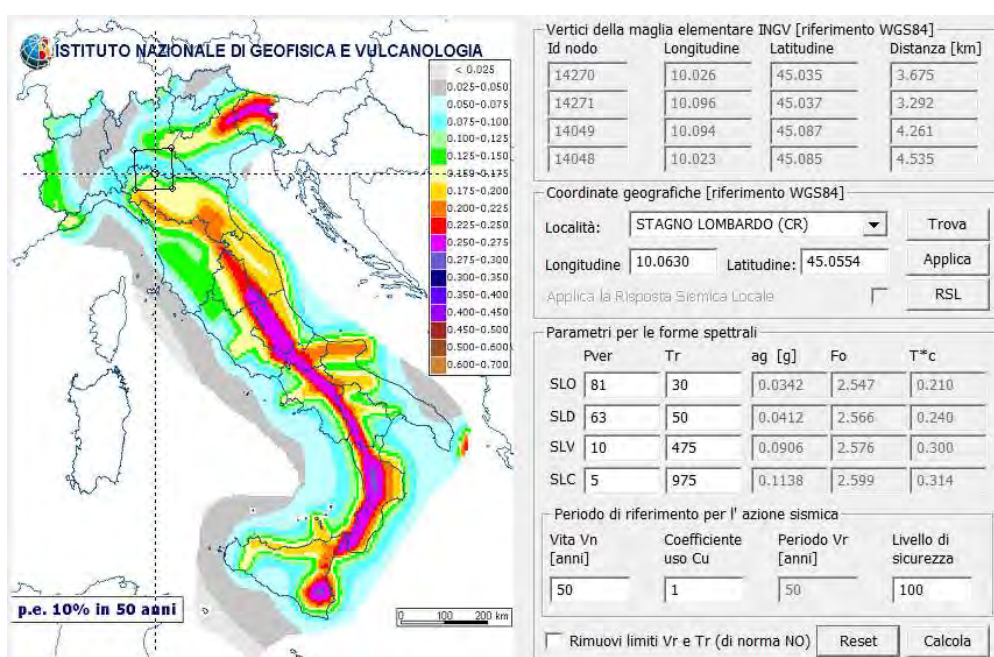 ISTITUTO NAZIONALE DI GEOFISICA E VULCANOLOGIA
< 0.025
0.025-0.050
0.050-0.075
0.075-0.100
0.100-0.125
0.125-0.150
0.150-0.175
0.175-0.200
0.200-0.225
0.225-0.250
0.250-0.275
0.275-0.300
0.300-0.350
0.350-0.400
0.400-0.450
0.450-0.500
0.500-0.600
0.600-0.700
p.e. 10% in 50 anni
0 100 200 km
Vertici della maglia elementare INGV [riferimento WGS84]
Id nodo Longitudine Latitudine Distanza [km]
14270 10.026 45.035 3.675
14271 10.096 45.037 3.292
14049 10.094 45.087 4.261
14048 10.023 45.085 4.535
Coordinate geografiche [riferimento WGS84]
Località: STAGNO LOMBARDO (CR) Trova
Longitudine 10.0630 Latitudine: 45.0554 Applica
Applica la Risposta Sismica Locale RSL
Parametri per le forme spettrali
Pver Tr ag [g] Fo T*c
SLO 81 30 0.0342 2.547 0.210
SLD 63 50 0.0412 2.566 0.240
SLV 10 475 0.0906 2.576 0.300
SLC 5 975 0.1138 2.599 0.314
Periodo di riferimento per l' azione sismica
Vita Vn Coefficiente Periodo Vr Livello di
[anni] uso Cu [anni] sicurezza
50 1 50 100
Rimuovi limiti Vr e Tr (di norma NO) Reset Calcola